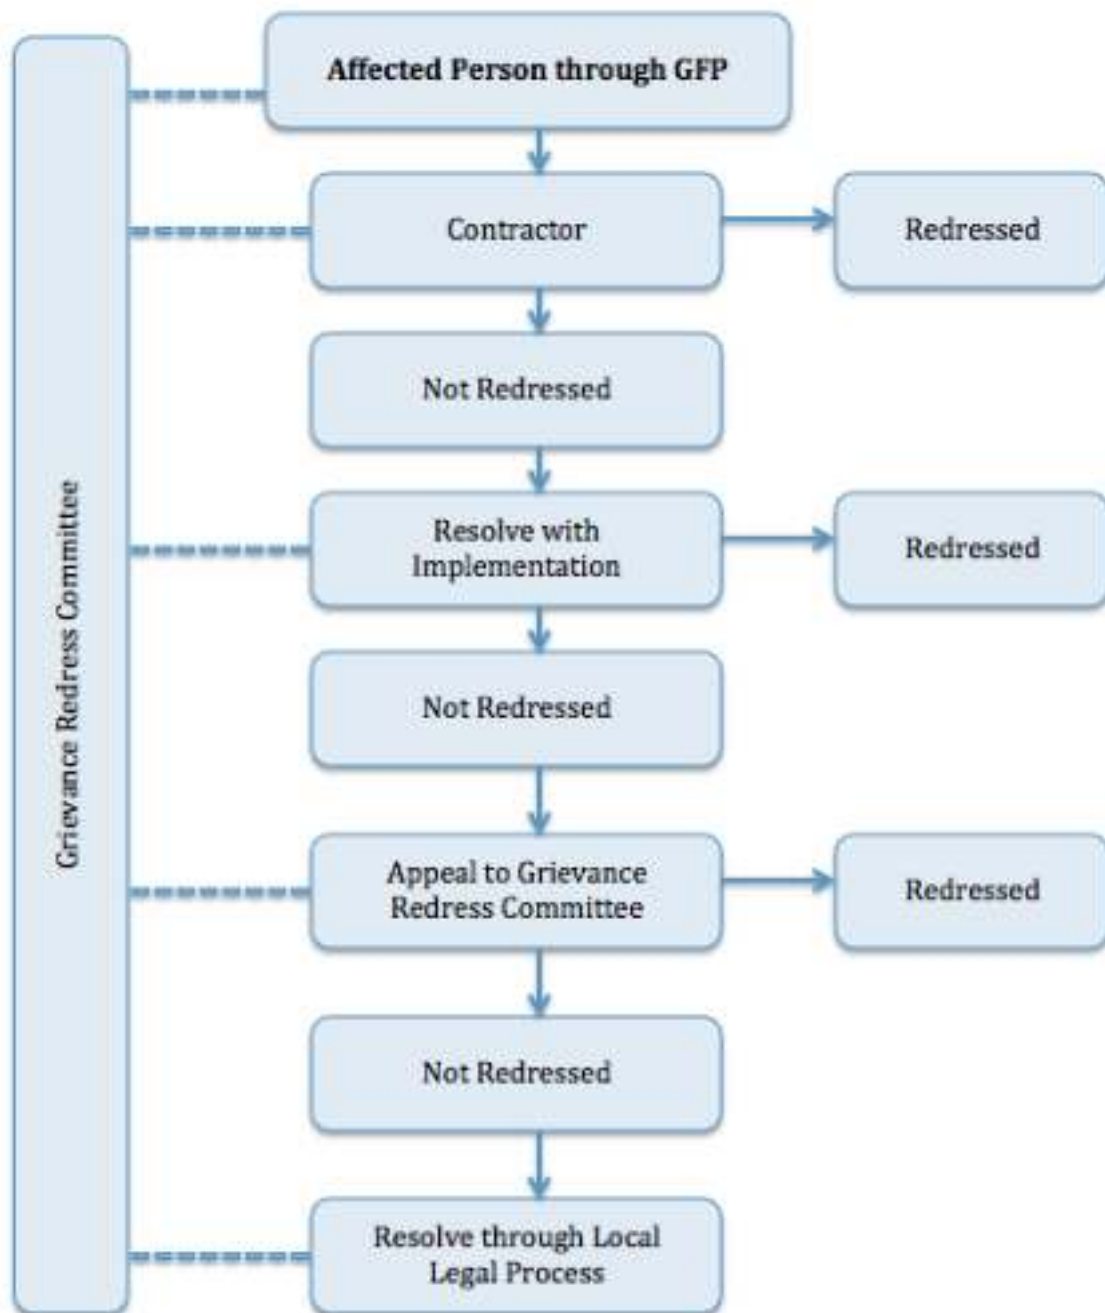 Affected Person through GFP
Contractor
Redressed
Not Redressed
Resolve with
Implementation
Redressed
Not Redressed
Appeal to Grievance
Redress Committee
Redressed
Not Redressed
Resolve through Local
Legal Process
Grievance Redress Committee